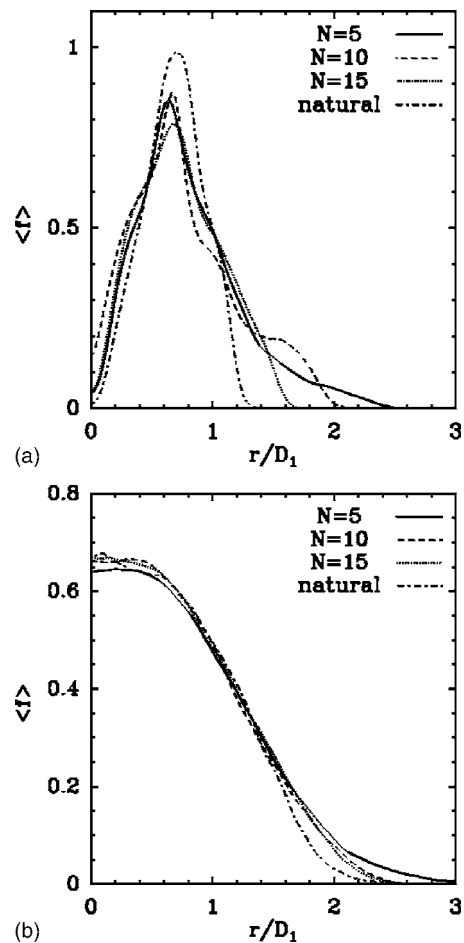 1
0.5
0
<f>
N=5
N=10
N=15
natural
0 1 2 3
(a)
r/D₁
0.8
0.6
0.4
0.2
0
<f>
N=5
N=10
N=15
natural
0 1 2 3
(b)
r/D₁